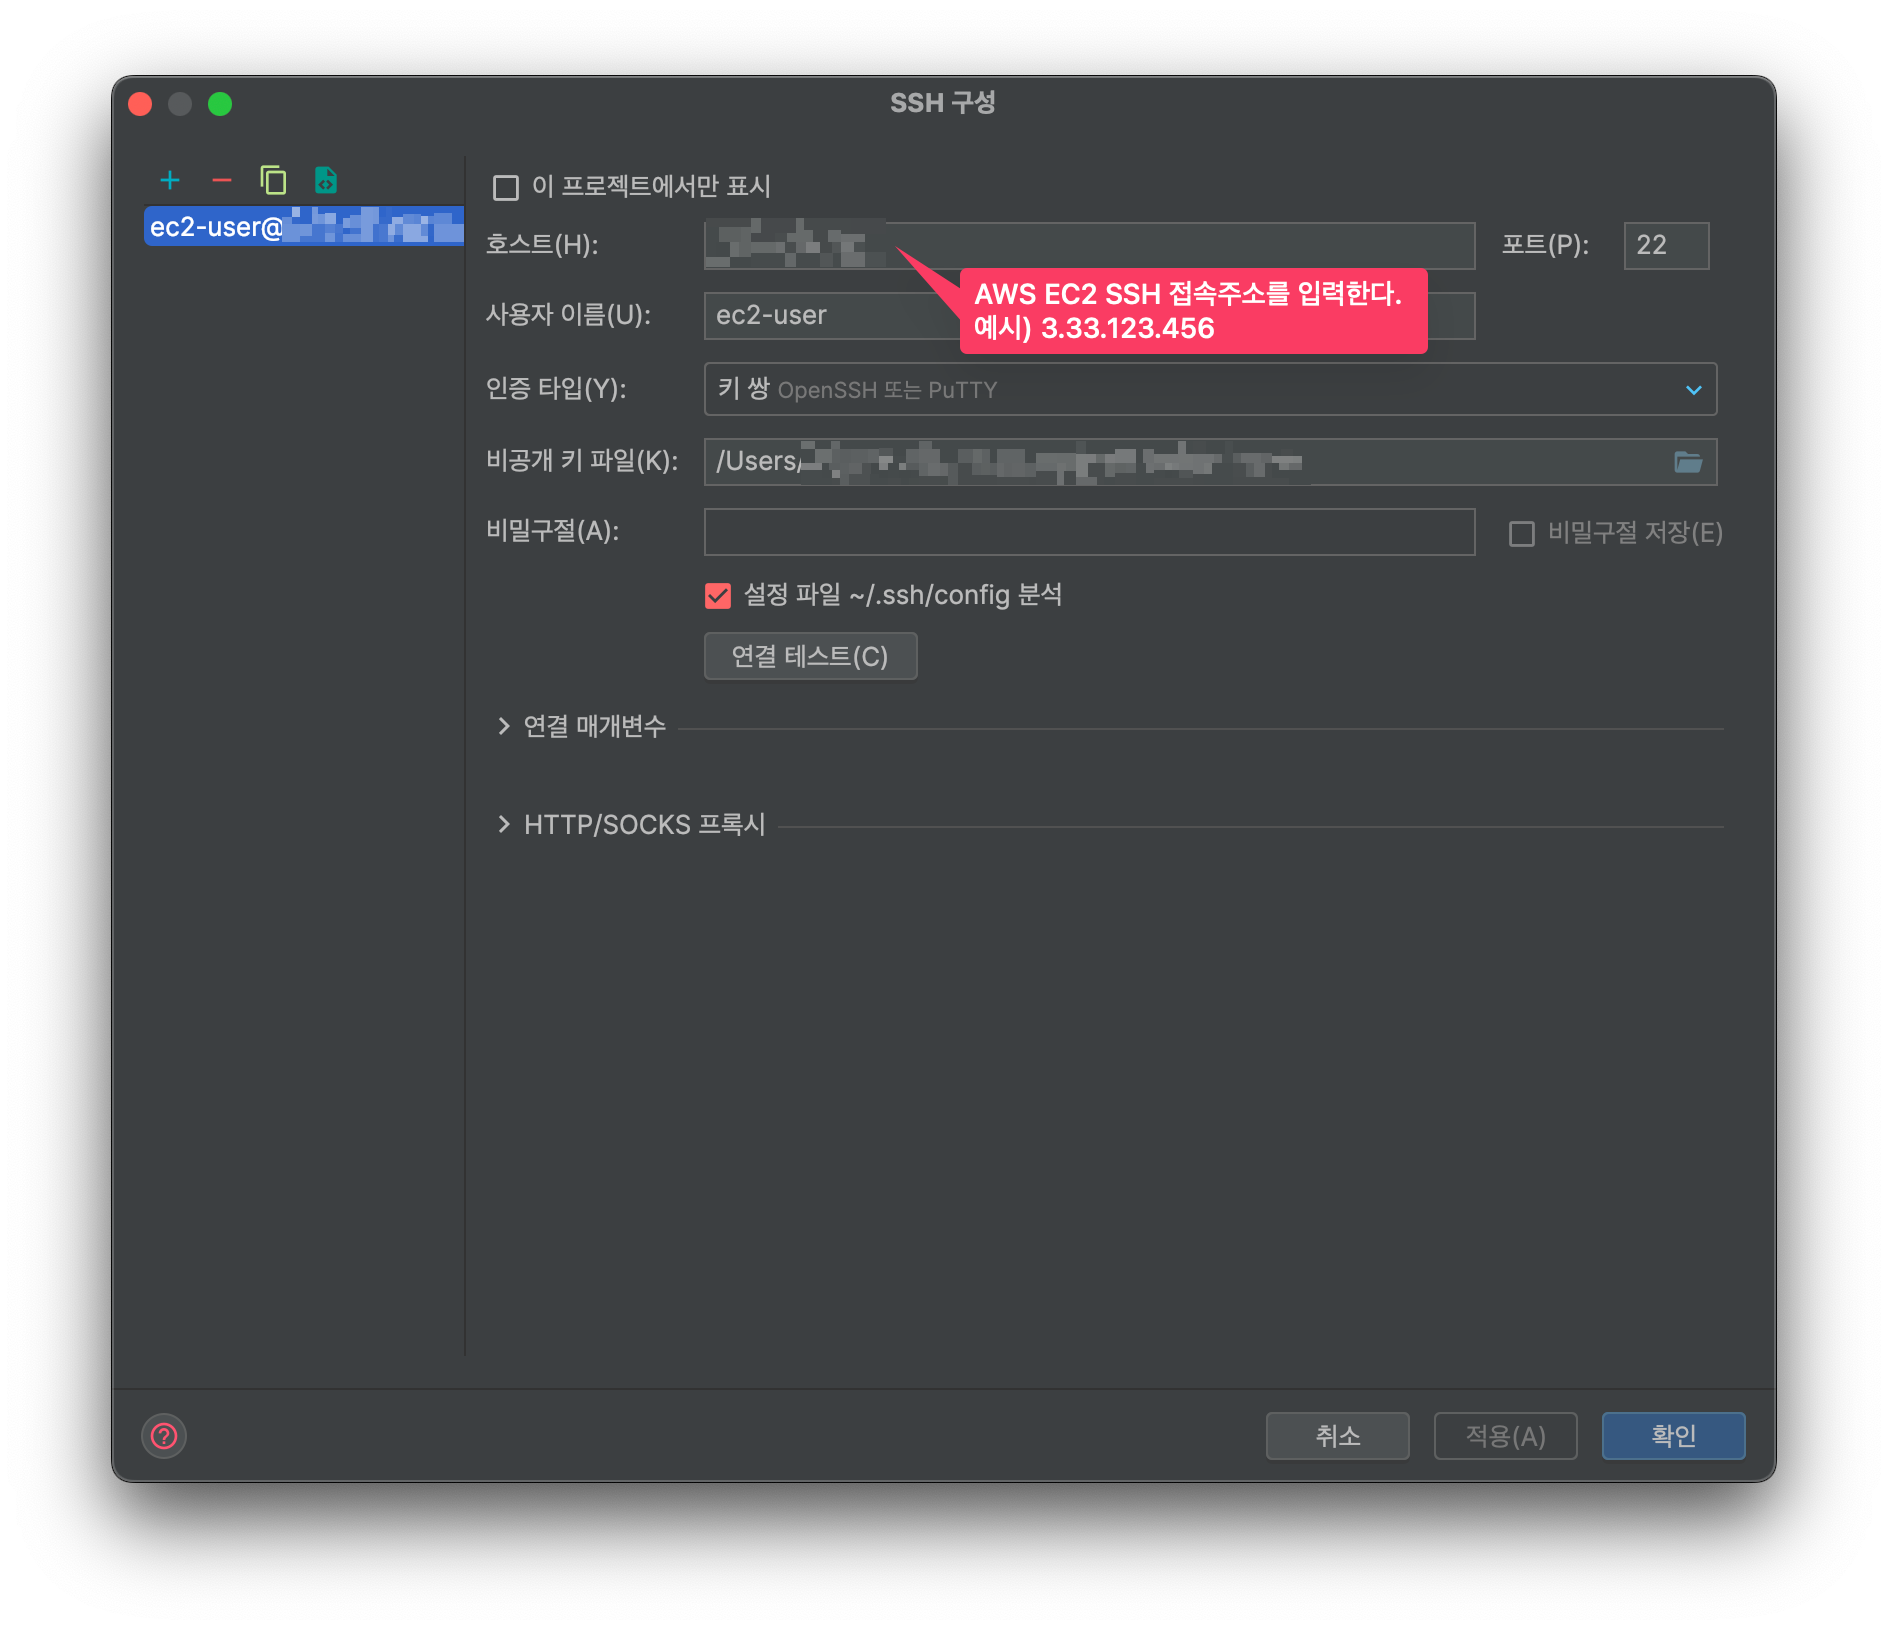 SSH 구성
ec2-user@
이 프로젝트에서만 표시
호스트(H):
포트(P): 22
AWS EC2 SSH 접속주소를 입력한다.
예시) 3.33.123.456
사용자 이름(U): ec2-user
인증 타입(Y): 키 쌍 OpenSSH 또는 PuTTY
비공개 키 파일(K): /Users/
비밀구절(A):
비밀구절 저장(E)
설정 파일 ~/.ssh/config 분석
연결 테스트(C)
연결 매개변수
HTTP/SOCKS 프록시
?
취소 적용(A) 확인